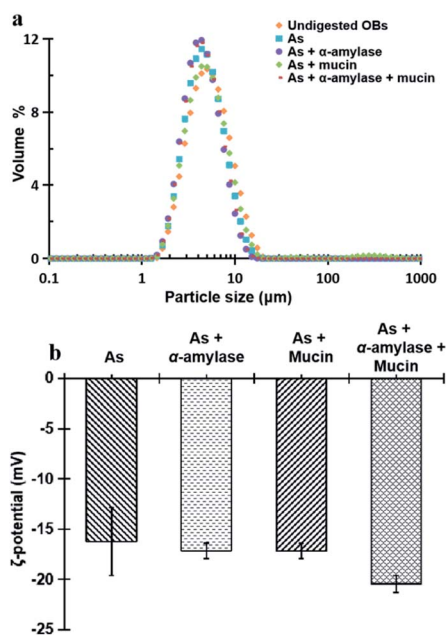 a
Undigested OBs
As
As + α-amylase
As + mucin
As + α-amylase + mucin
12
8
4
0
Volume %
0.1 1 10 100 1000
Particle size (µm)
b
As
As +
α-amylase
As +
Mucin
As +
α-amylase +
Mucin
0
-5
-10
-15
-20
-25
ζ-potential (mV)